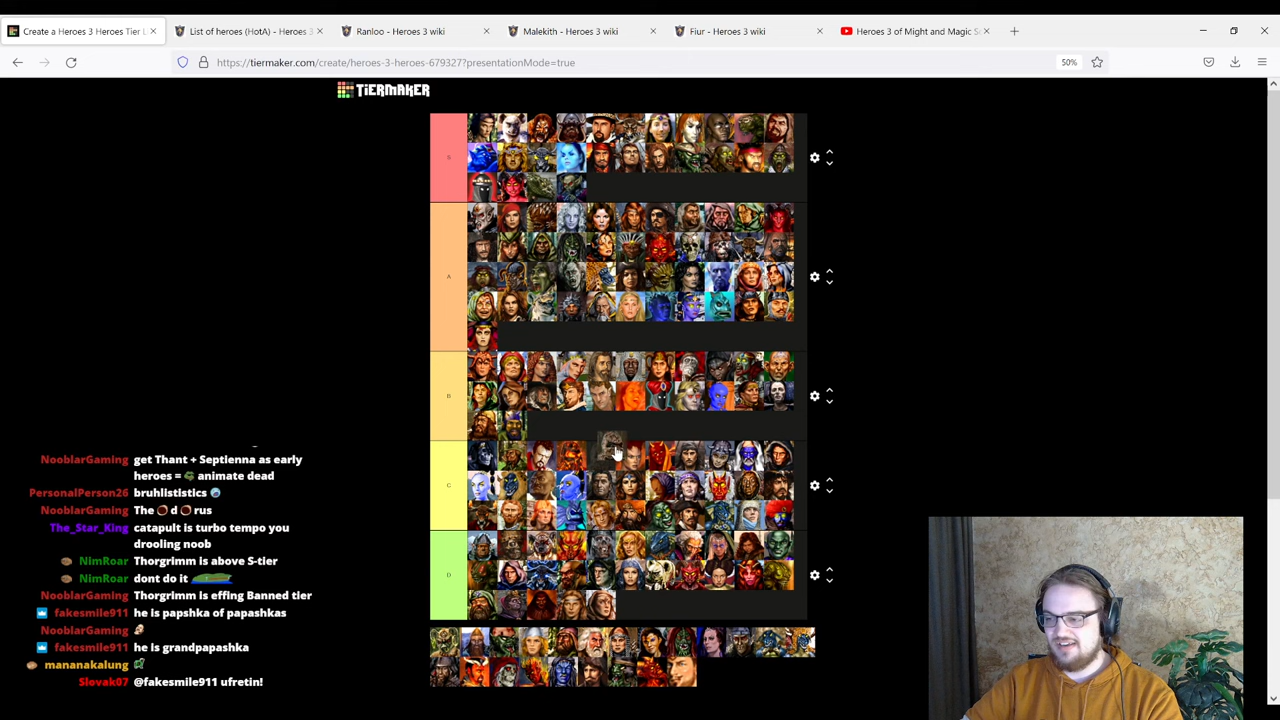 Create a Heroes 3 Heroes Tier L
List of heroes (HotA) - Heroes 3
Ranloo - Heroes 3 wiki
Malekith - Heroes 3 wiki
Fiur - Heroes 3 wiki
Heroes 3 of Might and Magic S
https://tiermaker.com/create/heroes-3-heroes-679327?presentationMode=true
50%
TIERMAKER
S
A
B
C
D
NooblarGaming get Thant + Septienna as early
heroes = animate dead
PersonalPerson26 bruhlististics
NooblarGaming The d rus
The_Star_King catapult is turbo tempo you
drooling noob
NimRoar Thorgrimm is above S-tier
NimRoar dont do it
NooblarGaming Thorgrimm is effing Banned tier
fakesmile911 he is papshka of papashkas
NooblarGaming
fakesmile911 he is grandpapashka
mananakalung
Slovak07 @fakesmile911 ufretin!